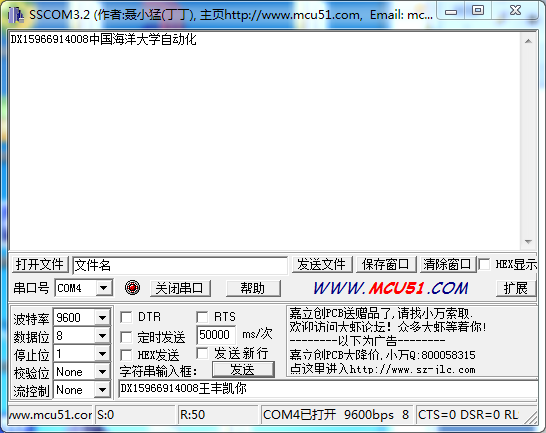 SSCOM3.2 (作者:聂小猛(丁丁), 主页http://www.mcu51.com, Email: mc...
DX15966914008中国海洋大学自动化
打开文件 文件名 发送文件 保存窗口 清除窗口 HEX显示
串口号 COM4 关闭串口 帮助 WWW.MCU51.COM 扩展
波特率 9600 DTR RTS
数据位 8 定时发送 50000 ms/次
停止位 1 HEX发送 发送新行
校验位 None 字符串输入框: 发送
流控制 None DX15966914008王丰凯你
嘉立创PCB送赠品了,请找小万索取.
欢迎访问大虾论坛！众多大虾等着你!
--------以下为广告--------
嘉立创PCB大降价,小万Q:800058315
点这里讲入http://www.sz-jlc.com
www.mcu51.cor S:0 R:50 COM4已打开 9600bps 8 CTS=0 DSR=0 RL